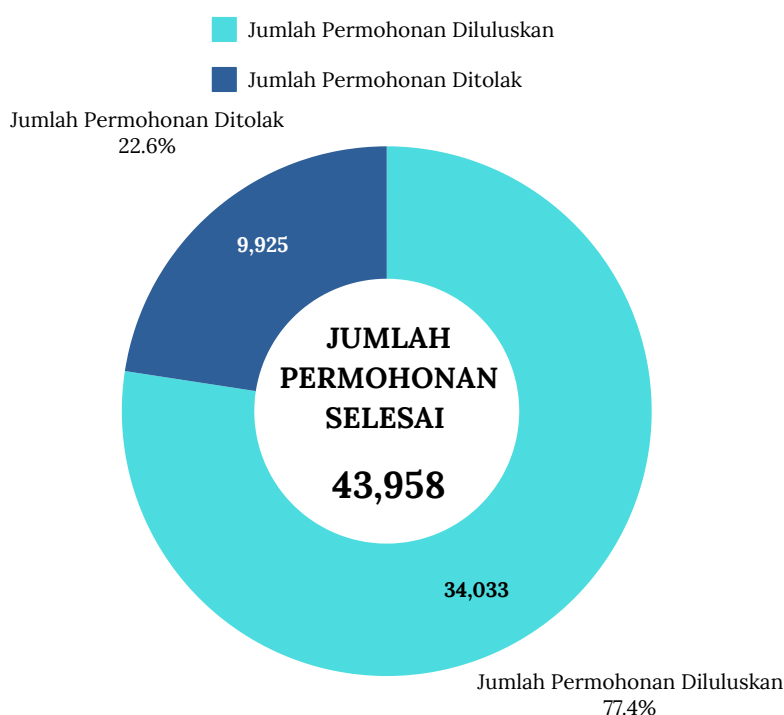 Jumlah Permohonan Diluluskan
Jumlah Permohonan Ditolak
Jumlah Permohonan Ditolak
22.6%
9,925
JUMLAH
PERMOHONAN
SELESAI
43,958
34,033
Jumlah Permohonan Diluluskan
77.4%